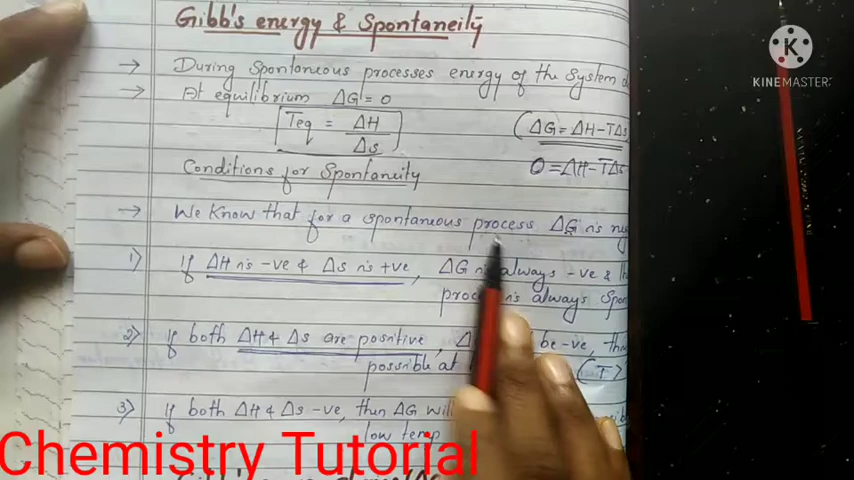 Gibb's energy & Spontaneity
→ During spontaneous processes energy of the system
→ At equilibrium ΔG = 0
Teq = ΔH / Δs
(ΔG = ΔH-TΔs
0 = ΔH-TΔs
Conditions for Spontaneity
→ We Know that for a spontaneous process ΔG is
1) if ΔH is -ve & Δs is +ve, ΔG is always -ve &
process is always
2) if both ΔH & Δs are positive, be -ve,
possible at (T>
3) if both ΔH & Δs -ve, then ΔG will
low temp
Chemistry Tutorial
K
KINEMASTER